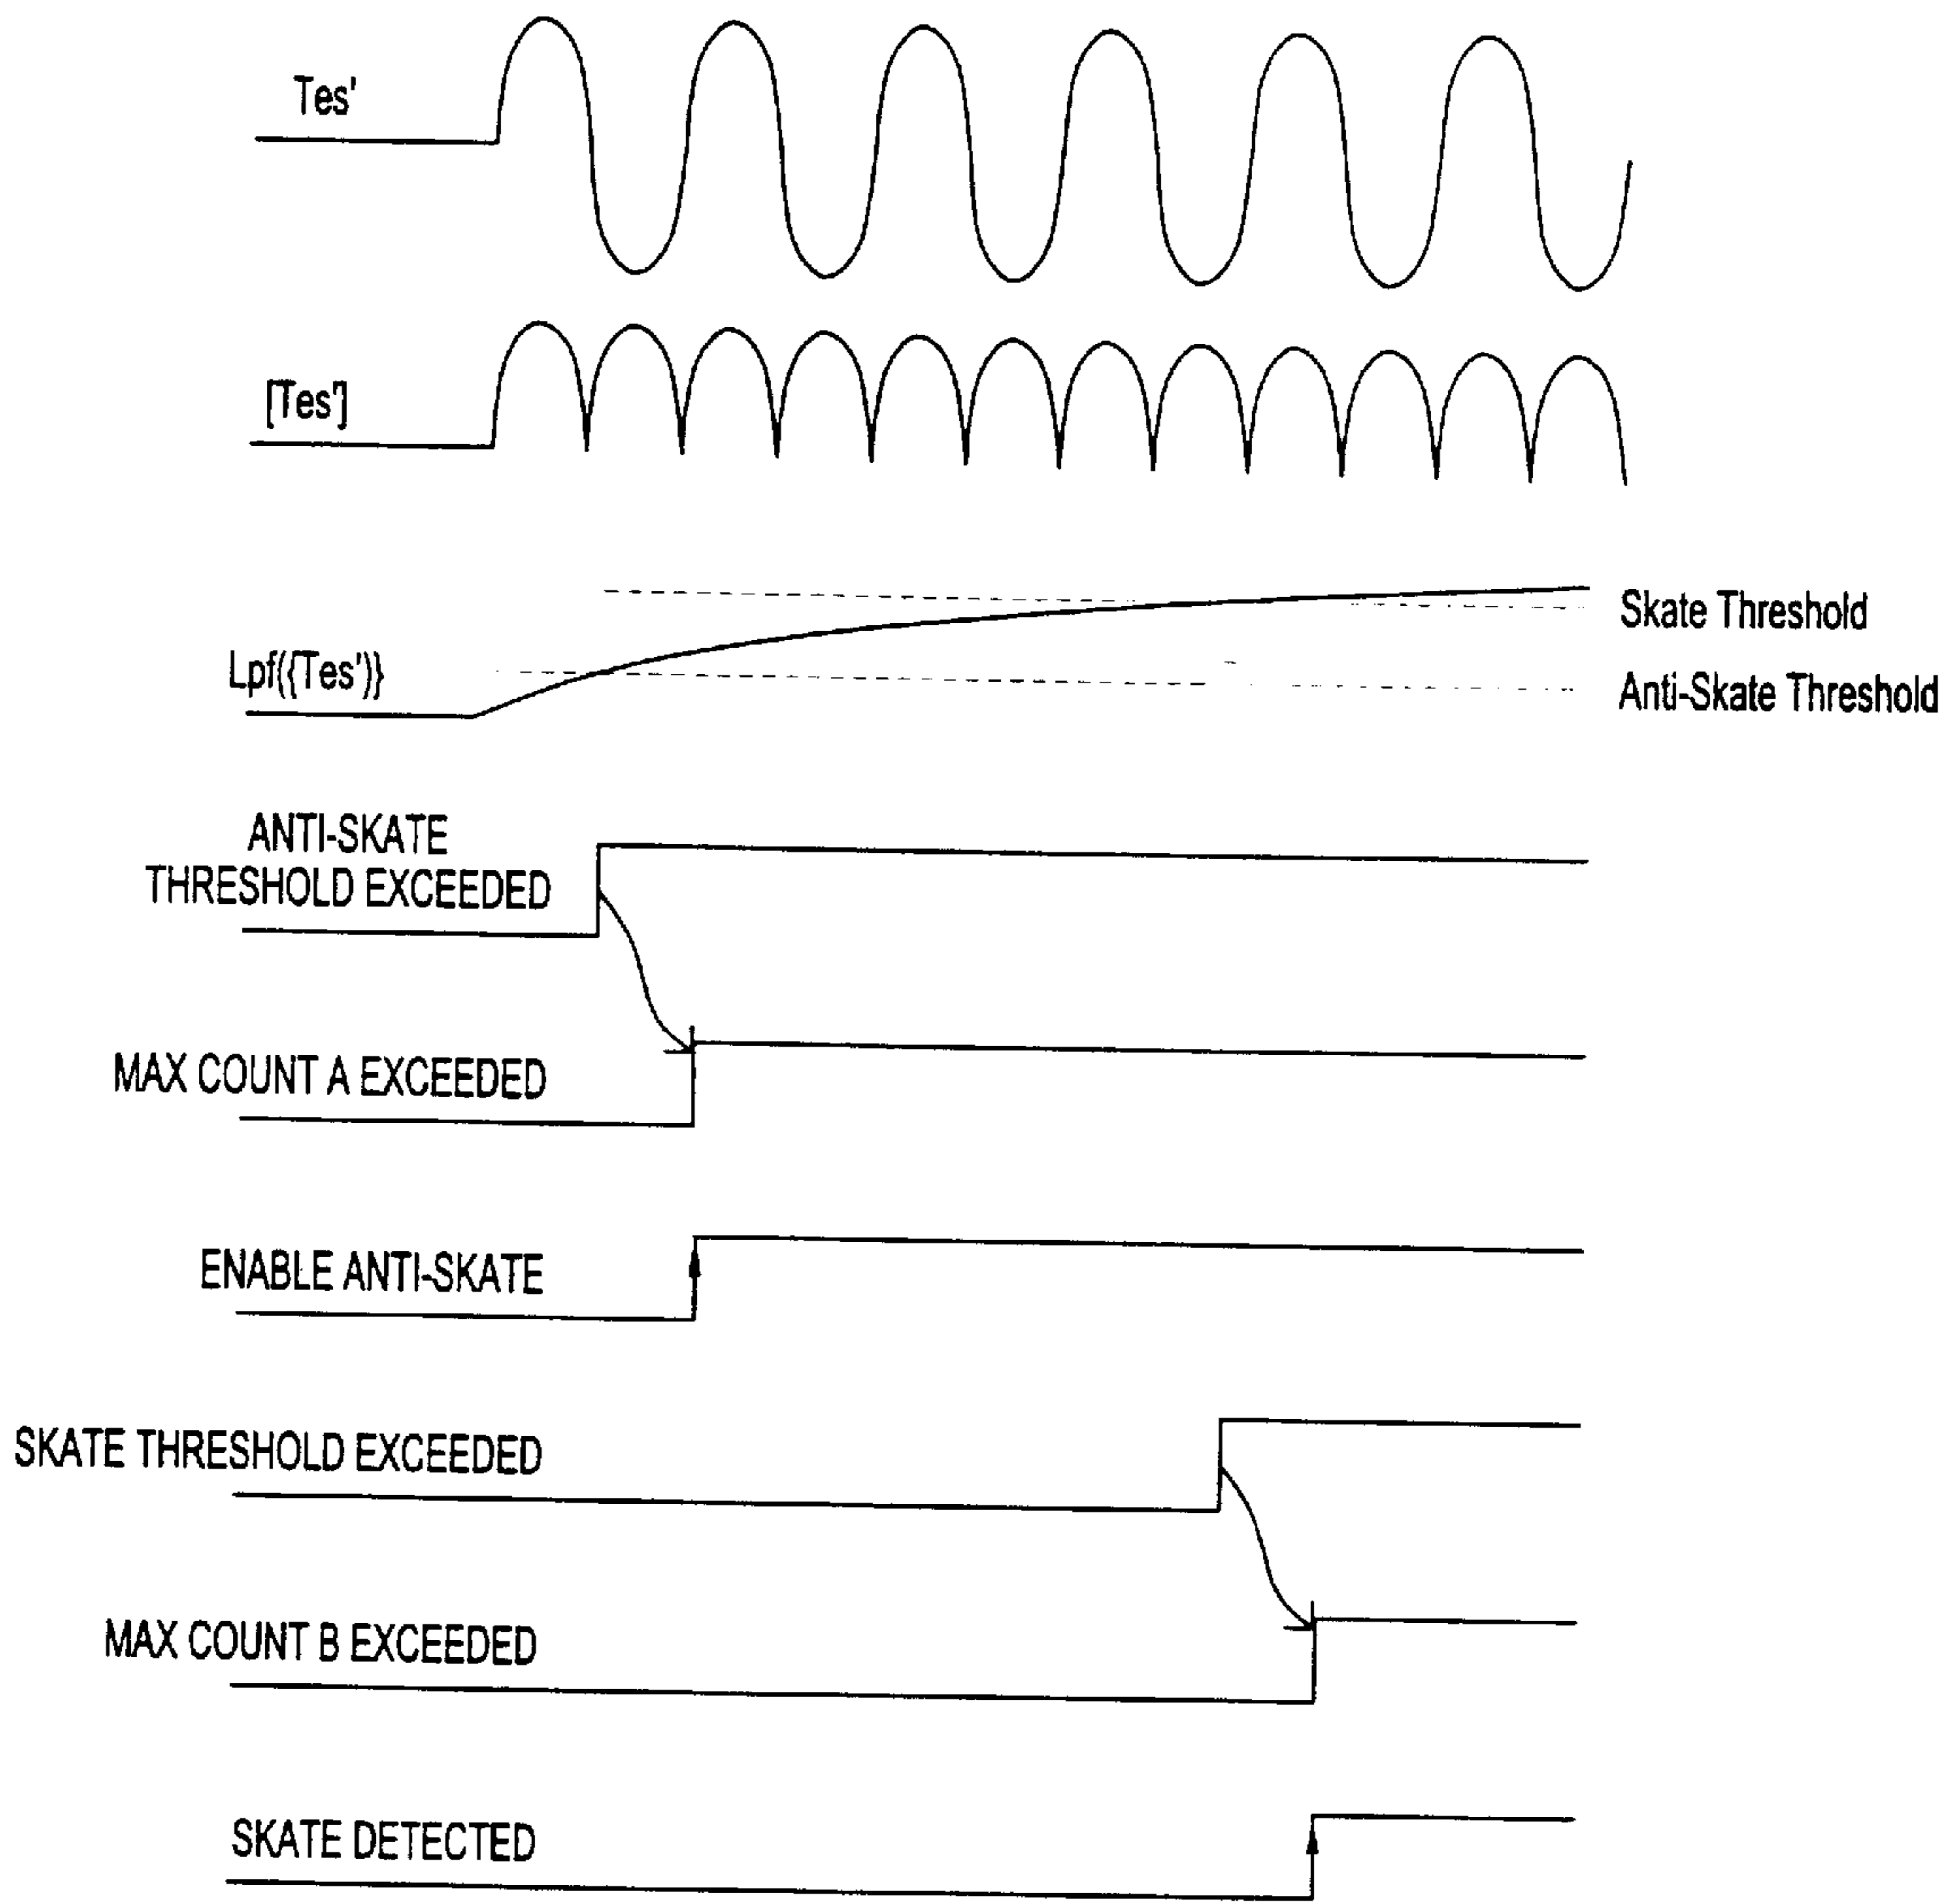 Tes'
[Tes']
Skate Threshold
Lpf({Tes')}
Anti-Skate Threshold
ANTI-SKATE
THRESHOLD EXCEEDED
MAX COUNT A EXCEEDED
ENABLE ANTI-SKATE
SKATE THRESHOLD EXCEEDED
MAX COUNT B EXCEEDED
SKATE DETECTED